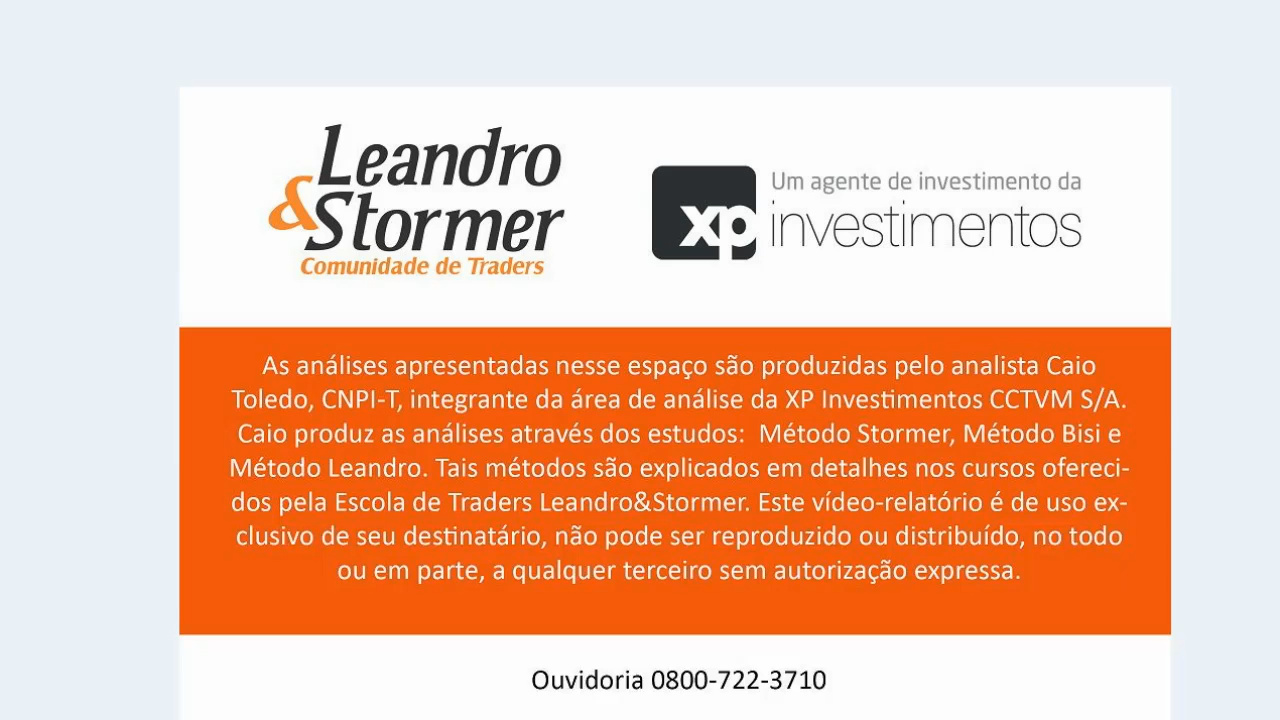 Leandro
&Stormer
Comunidade de Traders
Um agente de investimento da
xp investimentos
As análises apresentadas nesse espaço são produzidas pelo analista Caio
Toledo, CNPI-T, integrante da área de análise da XP Investimentos CCTVM S/A.
Caio produz as análises através dos estudos:  Método Stormer, Método Bisi e
Método Leandro. Tais métodos são explicados em detalhes nos cursos ofereci-
dos pela Escola de Traders Leandro&Stormer. Este vídeo-relatório é de uso ex-
clusivo de seu destinatário, não pode ser reproduzido ou distribuído, no todo
ou em parte, a qualquer terceiro sem autorização expressa.
Ouvidoria 0800-722-3710